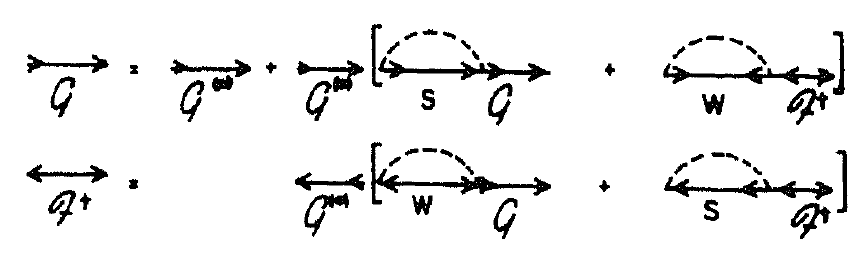 𝒢 = 𝒢⁽⁰⁾ + 𝒢⁽⁰⁾ [ S 𝒢 + W ℱ† ]
ℱ† = 𝒢⁽⁰⁾ [ W 𝒢 + S ℱ† ]